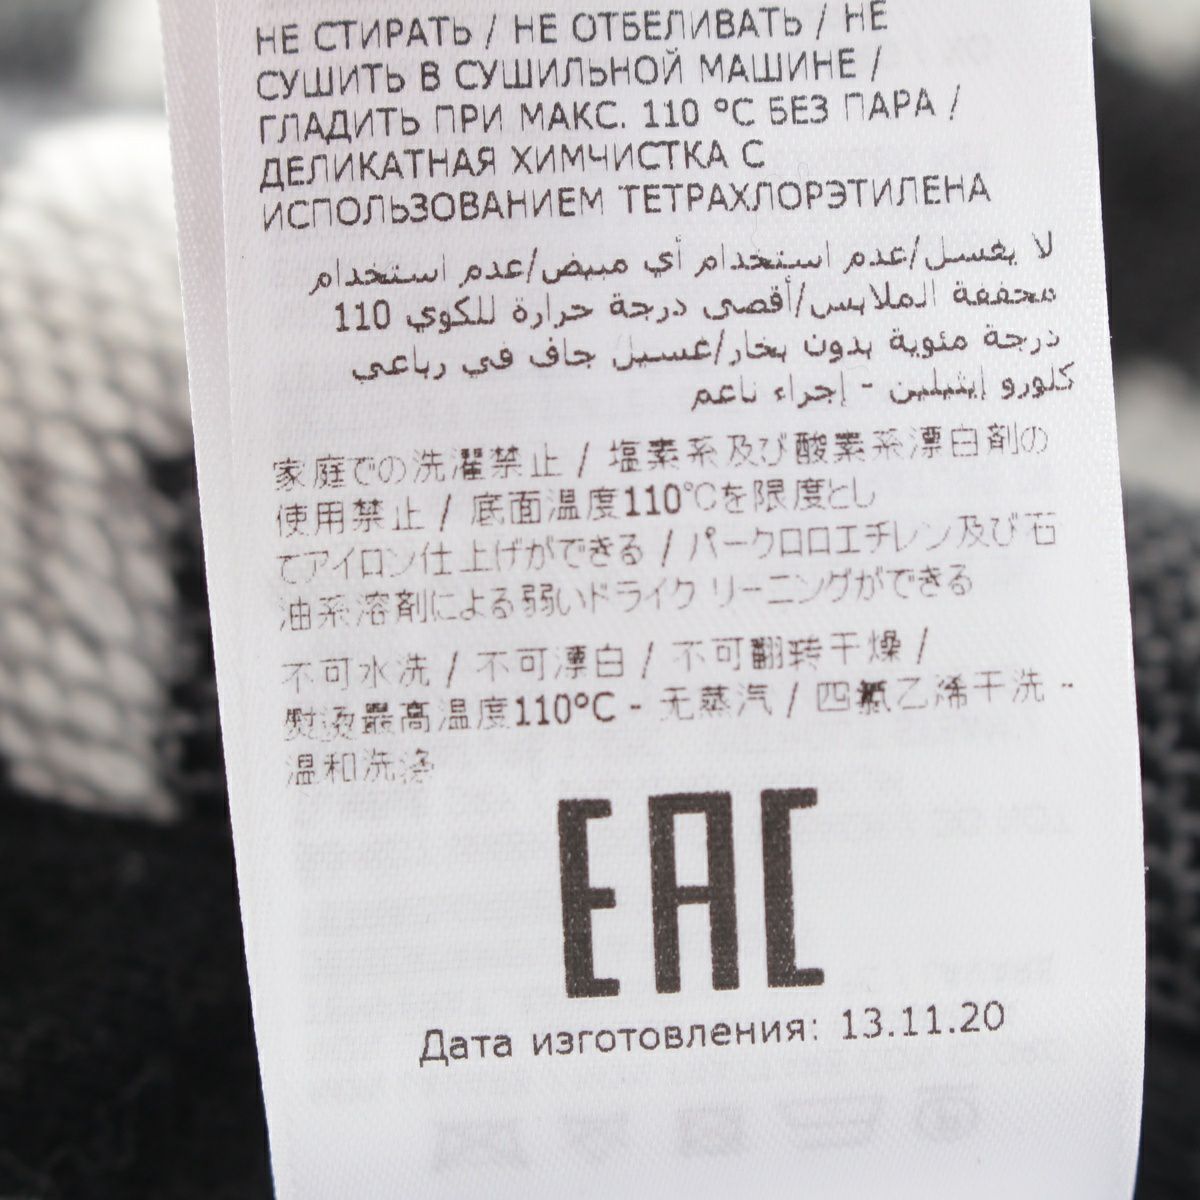 НЕ СТИРАТЬ / НЕ ОТБЕЛИВАТЬ / НЕ
СУШИТЬ В СУШИЛЬНОЙ МАШИНЕ /
ГЛАДИТЬ ПРИ МАКС. 110 °C БЕЗ ПАРА /
ДЕЛИКАТНАЯ ХИМЧИСТКА С
ИСПОЛЬЗОВАНИЕМ ТЕТРАХЛОРЭТИЛЕНА
لا يغسل/عدم استخدام أي مبيض/عدم استخدام
مجففة الملابس/أقصى درجة حرارة للكوي 110
درجة مئوية بدون بخار/غسيل جاف في رباعي
كلورو إيثيلين - إجراء ناعم
家庭での洗濯禁止 / 塩素系及び酸素系漂白剤の
使用禁止 / 底面温度110℃を限度とし
てアイロン仕上げができる / パークロロエチレン及び石
油系溶剤による弱いドライクリーニングができる
不可水洗 / 不可漂白 / 不可翻转干燥 /
熨烫最高温度110°C - 无蒸汽 / 四氯乙烯干洗 -
温和洗涤
EAC
Дата изготовления: 13.11.20